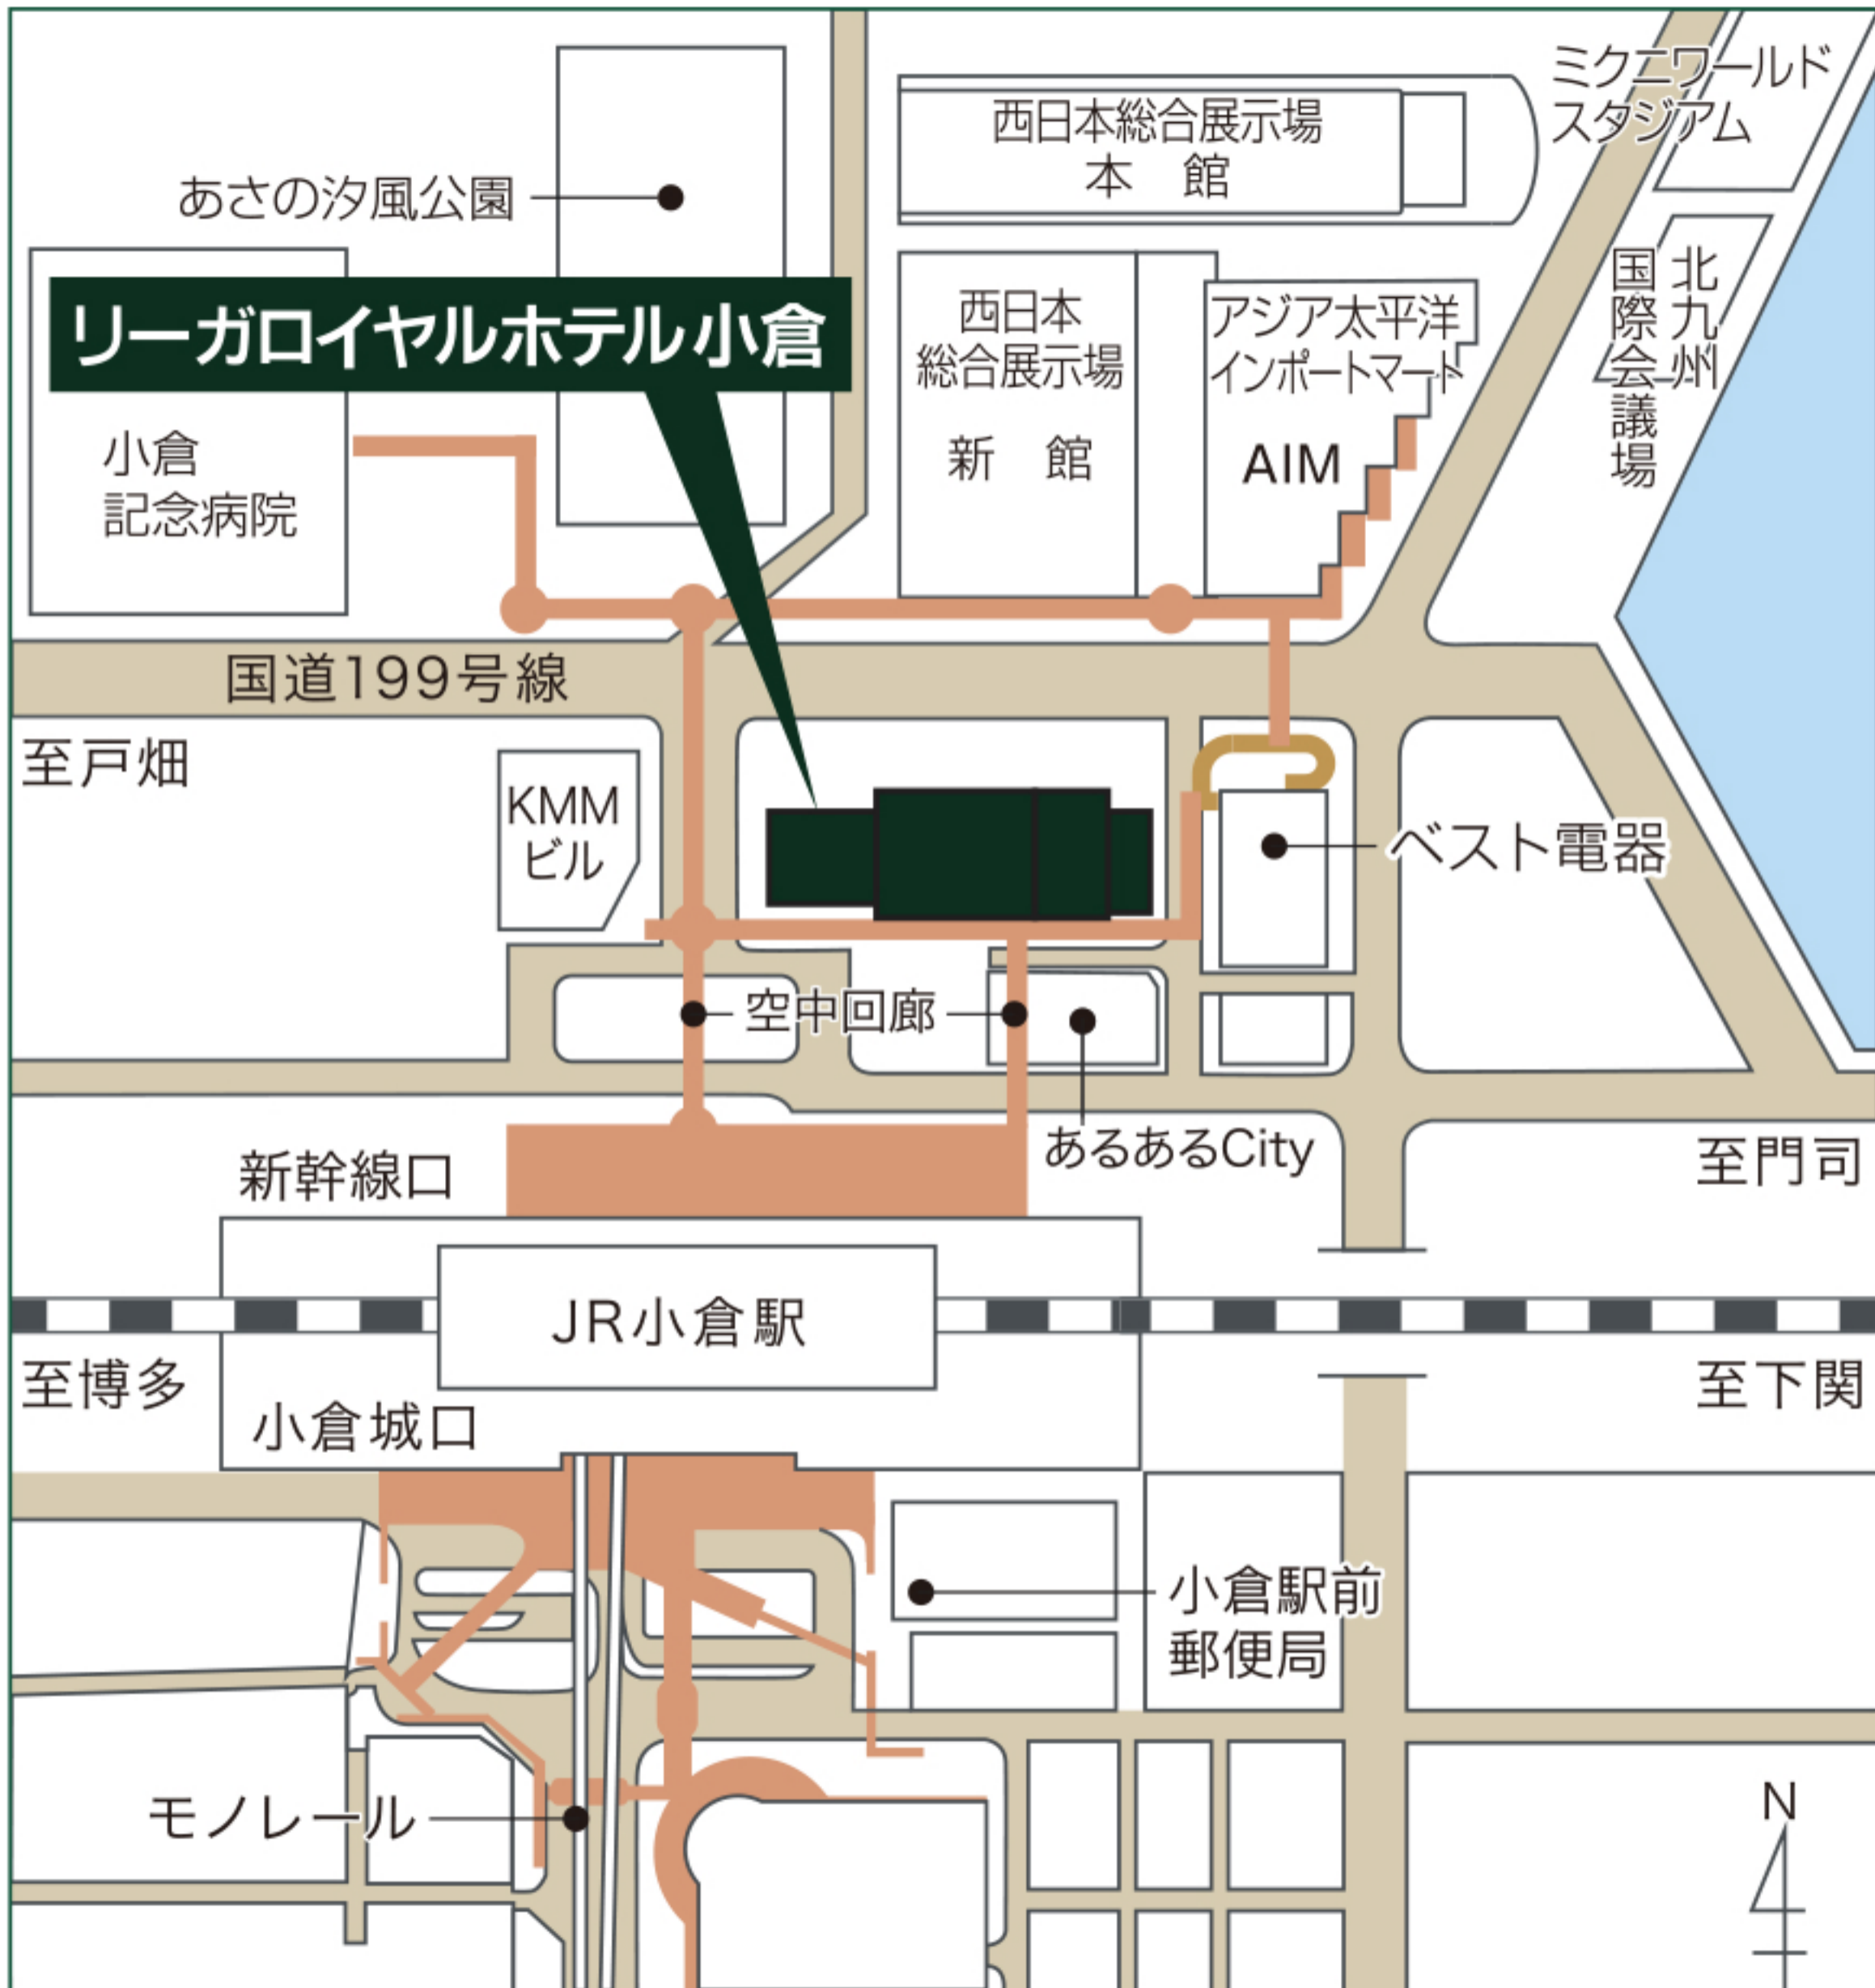 ミクニワールド
スタジアム
西日本総合展示場
本　館
あさの汐風公園
北九州
国際会議場
リーガロイヤルホテル小倉
西日本
総合展示場
新　館
アジア太平洋
インポートマート
AIM
小倉
記念病院
国道199号線
至戸畑
KMM
ビル
ベスト電器
空中回廊
あるあるCity
新幹線口
至門司
JR小倉駅
至博多
至下関
小倉城口
小倉駅前
郵便局
モノレール
N